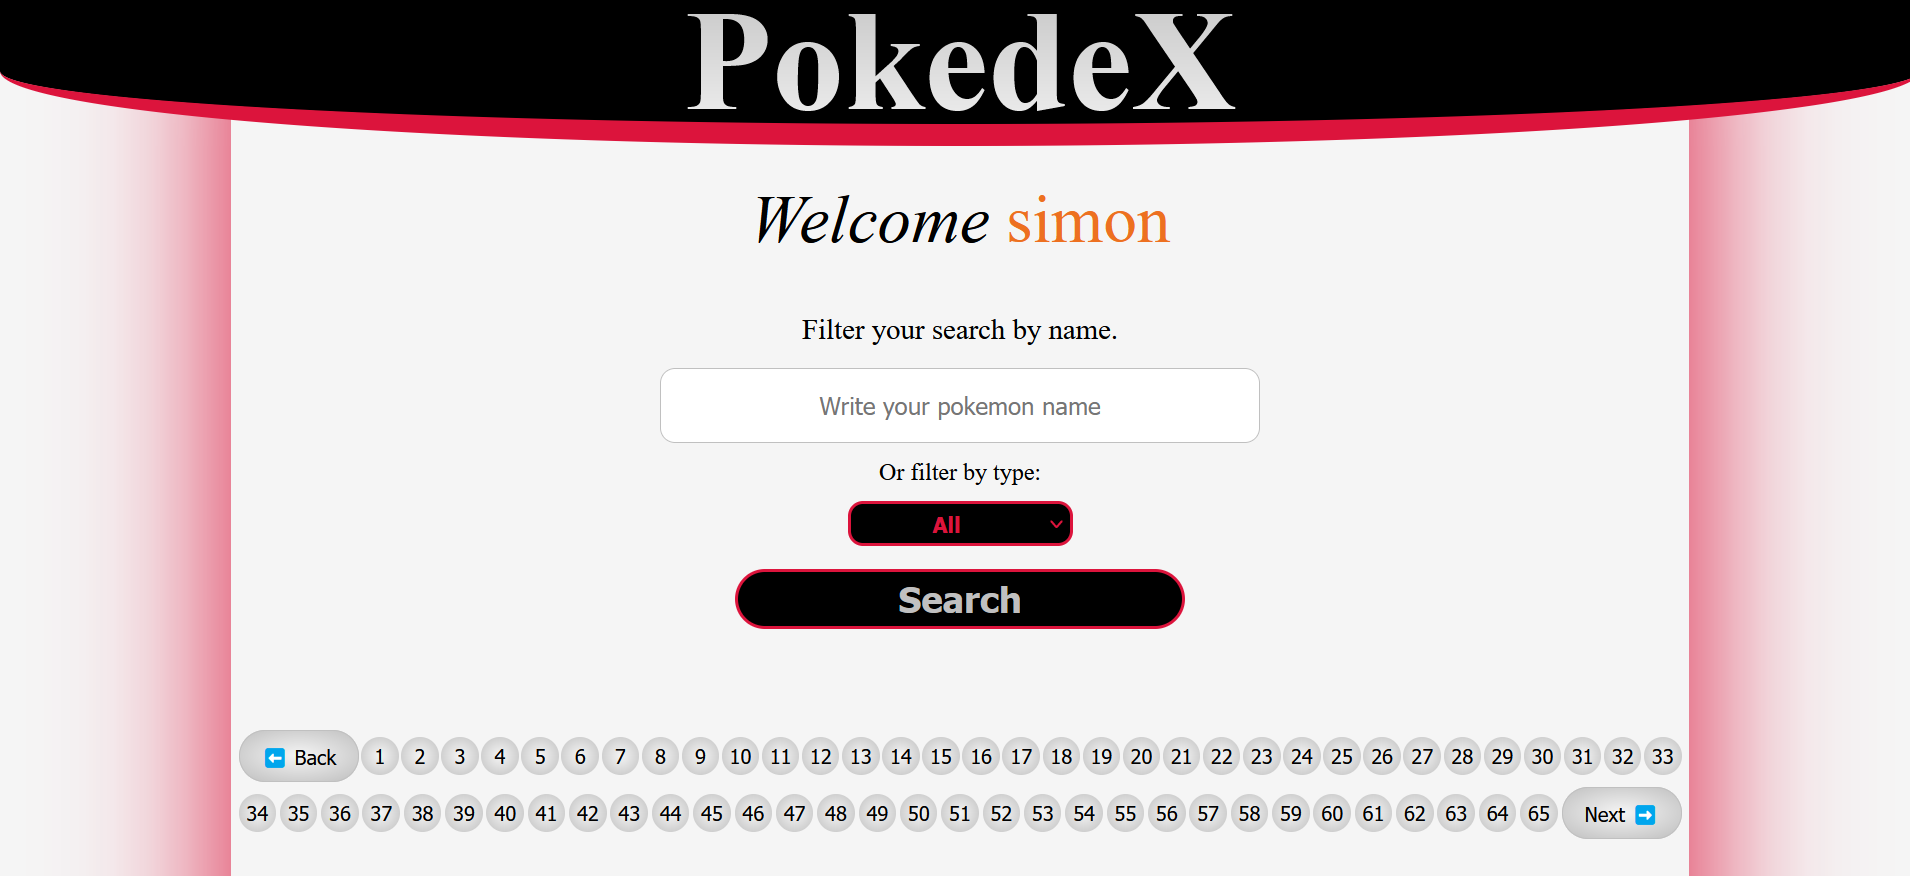 PokedeX
Welcome simon
Filter your search by name.
Write your pokemon name
Or filter by type:
All
Search
⬅️ Back 1 2 3 4 5 6 7 8 9 10 11 12 13 14 15 16 17 18 19 20 21 22 23 24 25 26 27 28 29 30 31 32 33
34 35 36 37 38 39 40 41 42 43 44 45 46 47 48 49 50 51 52 53 54 55 56 57 58 59 60 61 62 63 64 65 Next ➡️